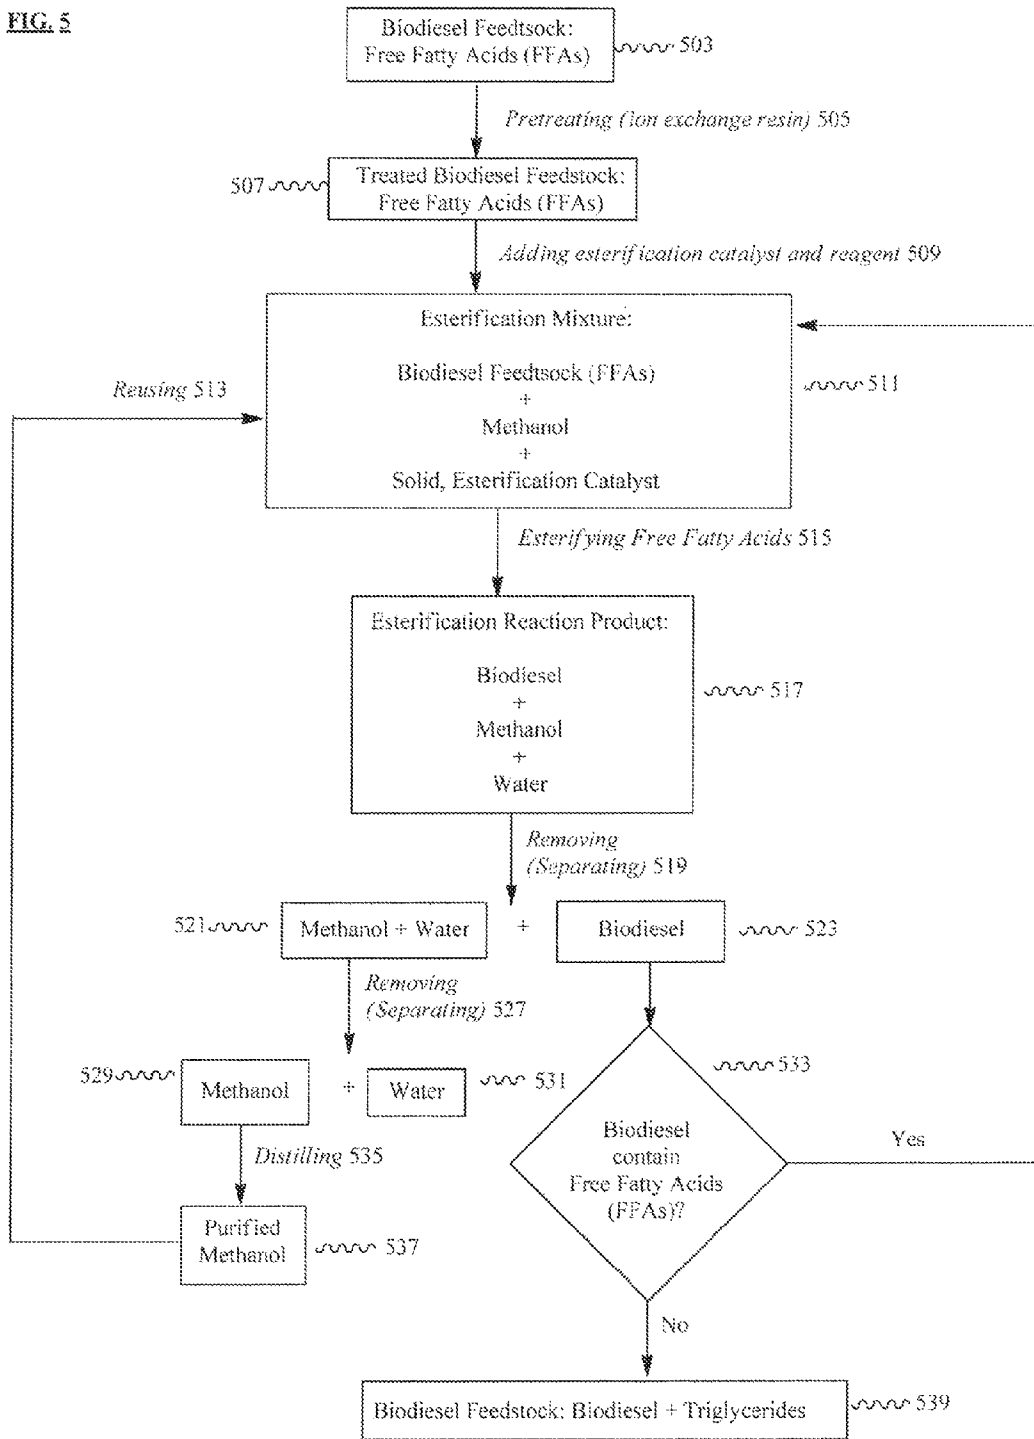 FIG. 5
Biodiesel Feedtsock:
Free Fatty Acids (FFAs)
503
Pretreating (ion exchange resin) 505
507
Treated Biodiesel Feedstock:
Free Fatty Acids (FFAs)
Adding esterification catalyst and reagent 509
Esterification Mixture:
Biodiesel Feedtsock (FFAs)
+
Methanol
+
Solid, Esterification Catalyst
511
Reusing 513
Esterifying Free Fatty Acids 515
Esterification Reaction Product:
Biodiesel
+
Methanol
+
Water
517
Removing
(Separating) 519
521
Methanol + Water
+
Biodiesel
523
Removing
(Separating) 527
529
Methanol
+
Water
531
533
Biodiesel
contain
Free Fatty Acids
(FFAs)?
Yes
Distilling 535
Purified
Methanol
537
No
Biodiesel Feedstock: Biodiesel + Triglycerides
539